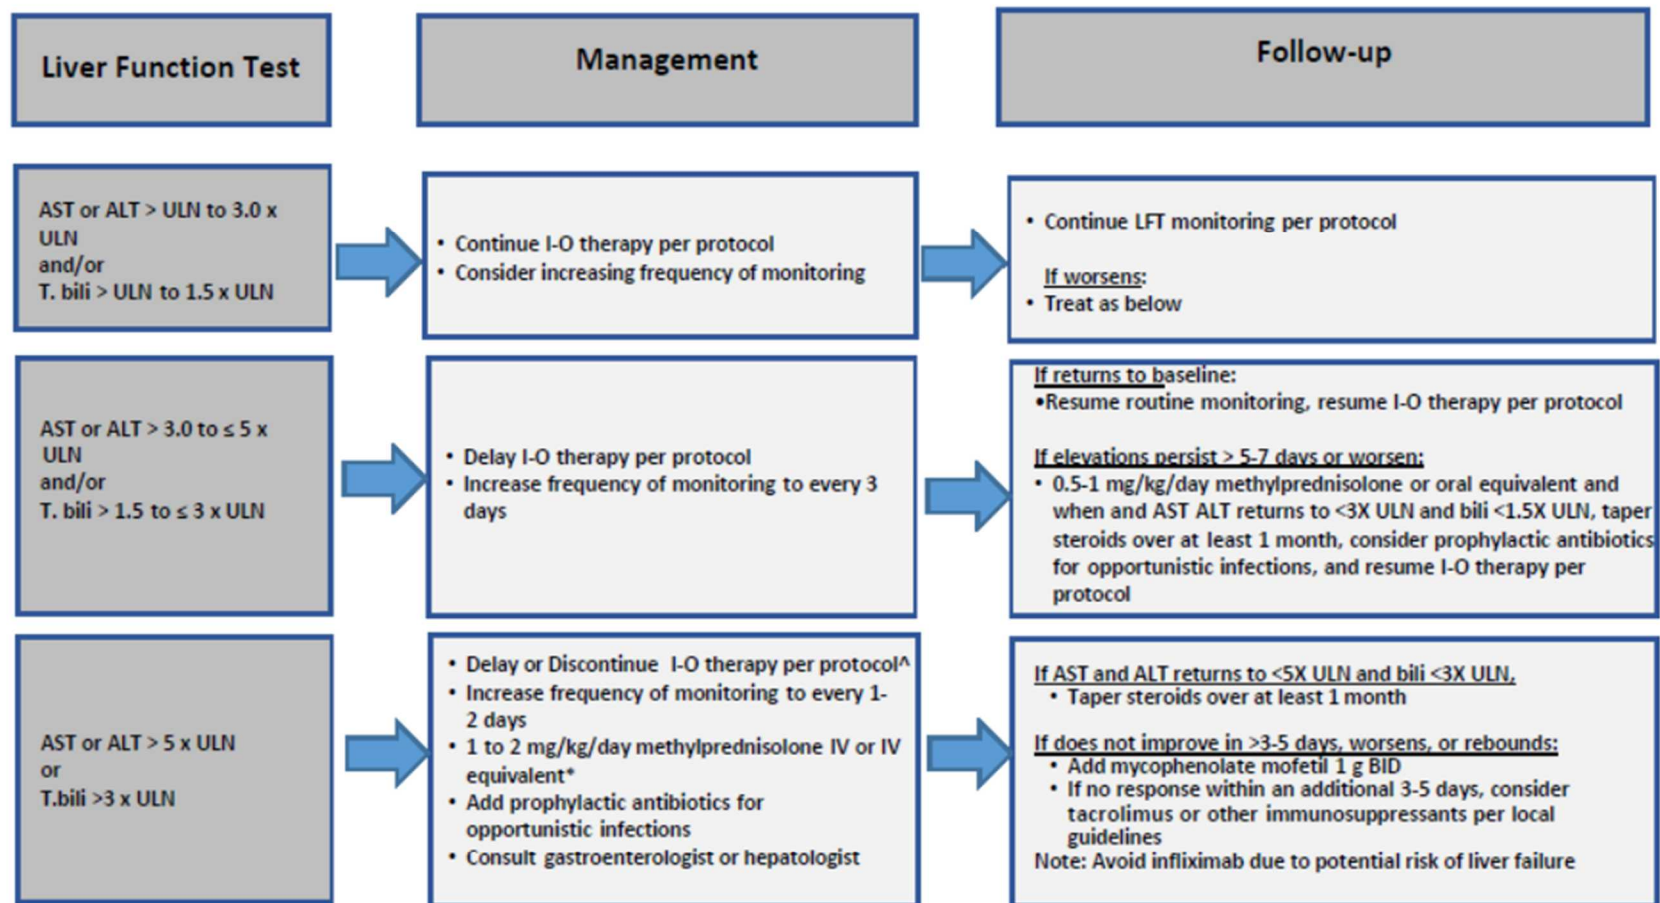 Liver Function Test
Management
Follow-up
AST or ALT > ULN to 3.0 x
ULN
and/or
T. bili > ULN to 1.5 x ULN
• Continue I-O therapy per protocol
• Consider increasing frequency of monitoring
• Continue LFT monitoring per protocol
If worsens:
• Treat as below
AST or ALT > 3.0 to ≤ 5 x
ULN
and/or
T. bili > 1.5 to ≤ 3 x ULN
• Delay I-O therapy per protocol
• Increase frequency of monitoring to every 3
days
If returns to baseline:
•Resume routine monitoring, resume I-O therapy per protocol
If elevations persist > 5-7 days or worsen:
• 0.5-1 mg/kg/day methylprednisolone or oral equivalent and
when and AST ALT returns to <3X ULN and bili <1.5X ULN, taper
steroids over at least 1 month, consider prophylactic antibiotics
for opportunistic infections, and resume I-O therapy per
protocol
AST or ALT > 5 x ULN
or
T.bili >3 x ULN
• Delay or Discontinue I-O therapy per protocol^
• Increase frequency of monitoring to every 1-
2 days
• 1 to 2 mg/kg/day methylprednisolone IV or IV
equivalent*
• Add prophylactic antibiotics for
opportunistic infections
• Consult gastroenterologist or hepatologist
If AST and ALT returns to <5X ULN and bili <3X ULN,
• Taper steroids over at least 1 month
If does not improve in >3-5 days, worsens, or rebounds:
• Add mycophenolate mofetil 1 g BID
• If no response within an additional 3-5 days, consider
tacrolimus or other immunosuppressants per local
guidelines
Note: Avoid infliximab due to potential risk of liver failure